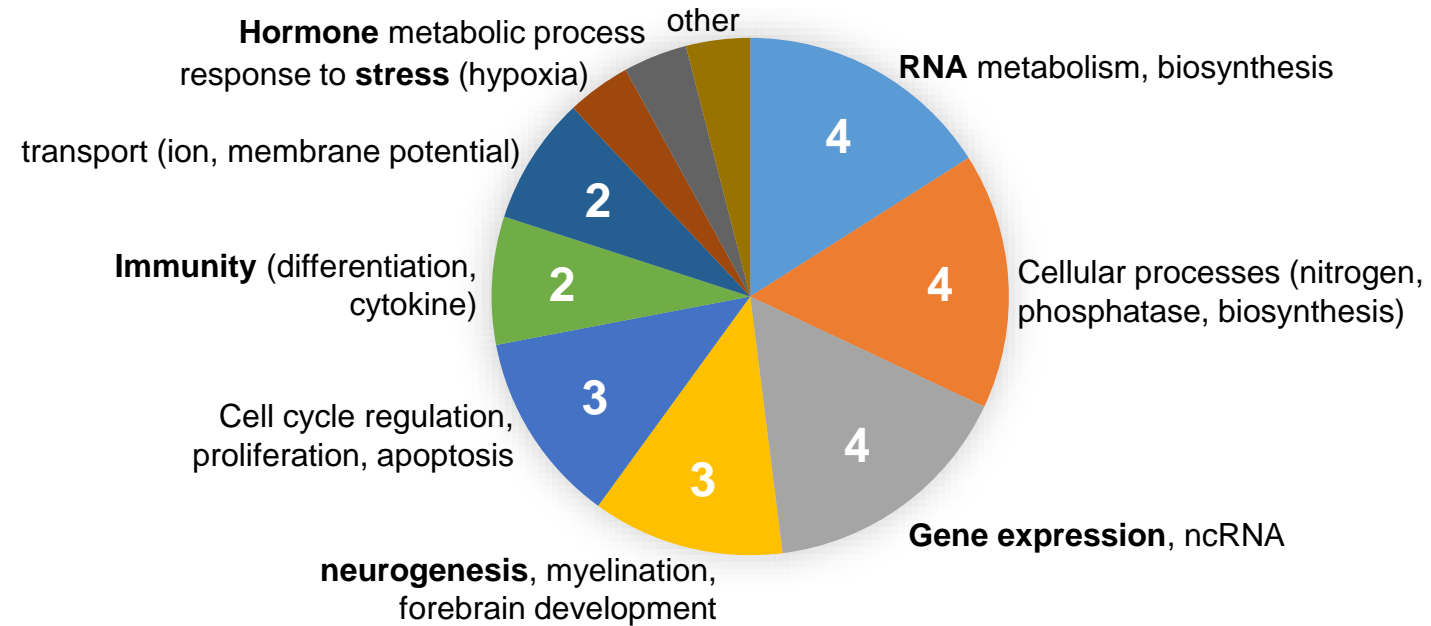 other
Hormone metabolic process
response to stress (hypoxia)
RNA metabolism, biosynthesis
4
transport (ion, membrane potential)
2
Immunity (differentiation,
cytokine)
2
4
Cellular processes (nitrogen,
phosphatase, biosynthesis)
Cell cycle regulation,
proliferation, apoptosis
3
4
3
Gene expression, ncRNA
neurogenesis, myelination,
forebrain development